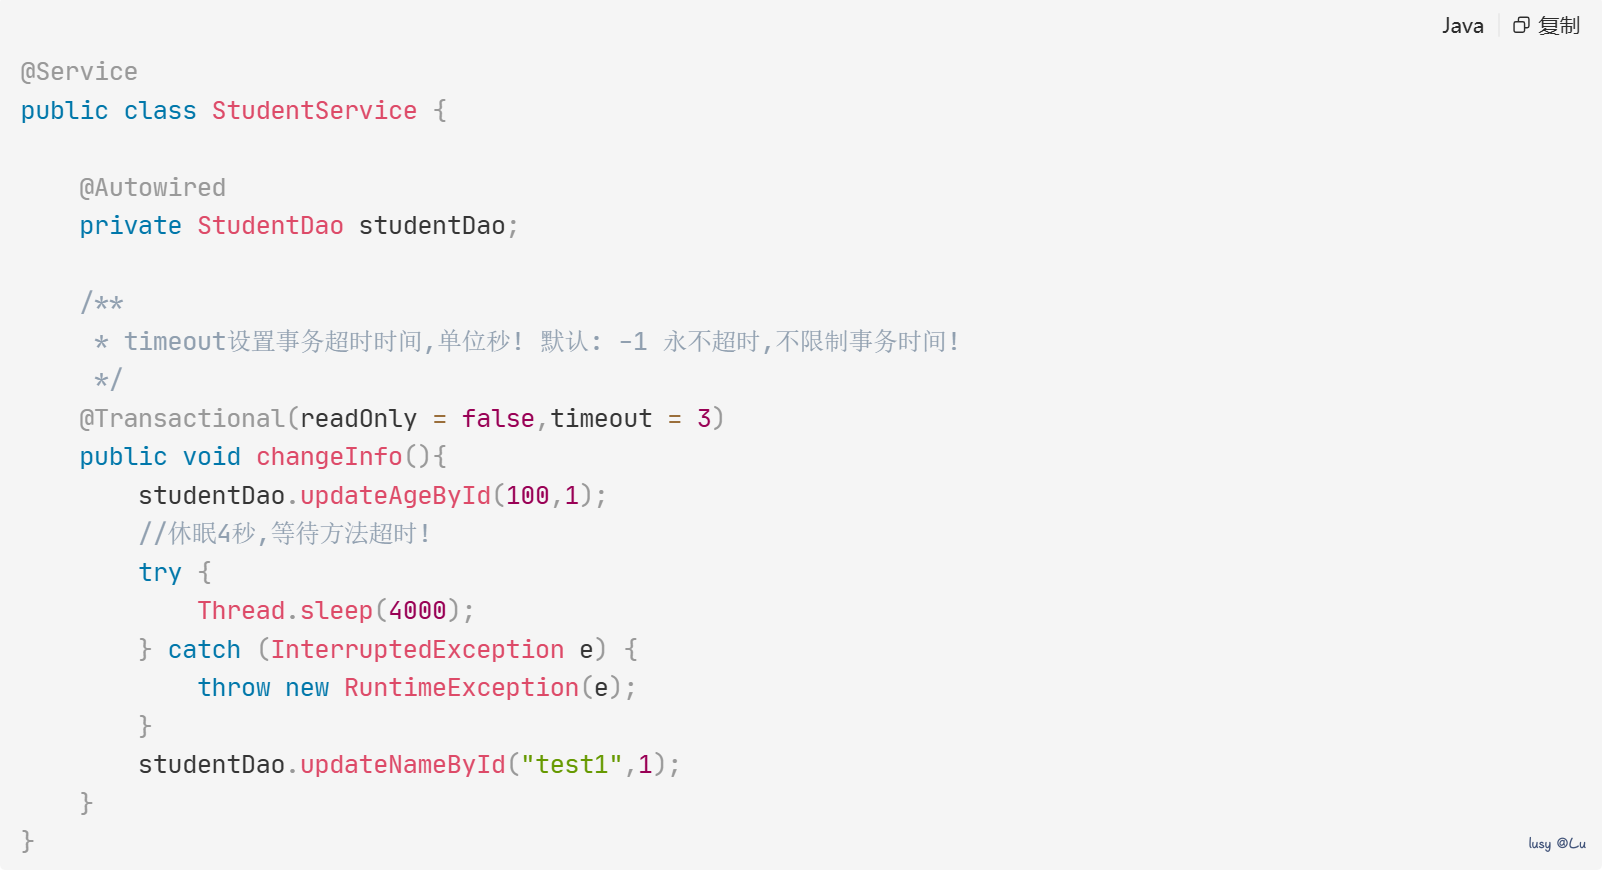 Java 复制
@Service
public class StudentService {
    @Autowired
    private StudentDao studentDao;
    /**
     * timeout设置事务超时时间,单位秒! 默认: -1 永不超时,不限制事务时间!
     */
    @Transactional(readOnly = false,timeout = 3)
    public void changeInfo(){
        studentDao.updateAgeById(100,1);
        //休眠4秒,等待方法超时!
        try {
            Thread.sleep(4000);
        } catch (InterruptedException e) {
            throw new RuntimeException(e);
        }
        studentDao.updateNameById("test1",1);
    }
}
lusy @Lu